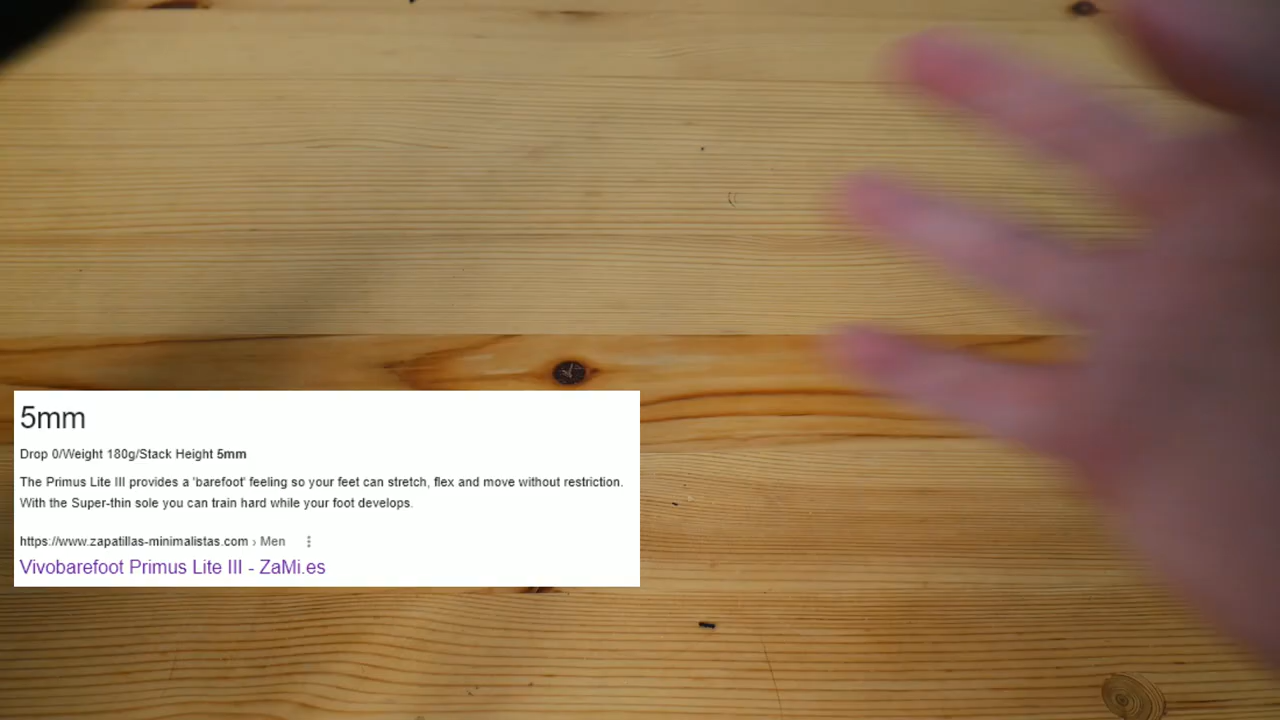 5mm
Drop 0/Weight 180g/Stack Height 5mm
The Primus Lite III provides a 'barefoot' feeling so your feet can stretch, flex and move without restriction.
With the Super-thin sole you can train hard while your foot develops.
https://www.zapatillas-minimalistas.com › Men
Vivobarefoot Primus Lite III - ZaMi.es